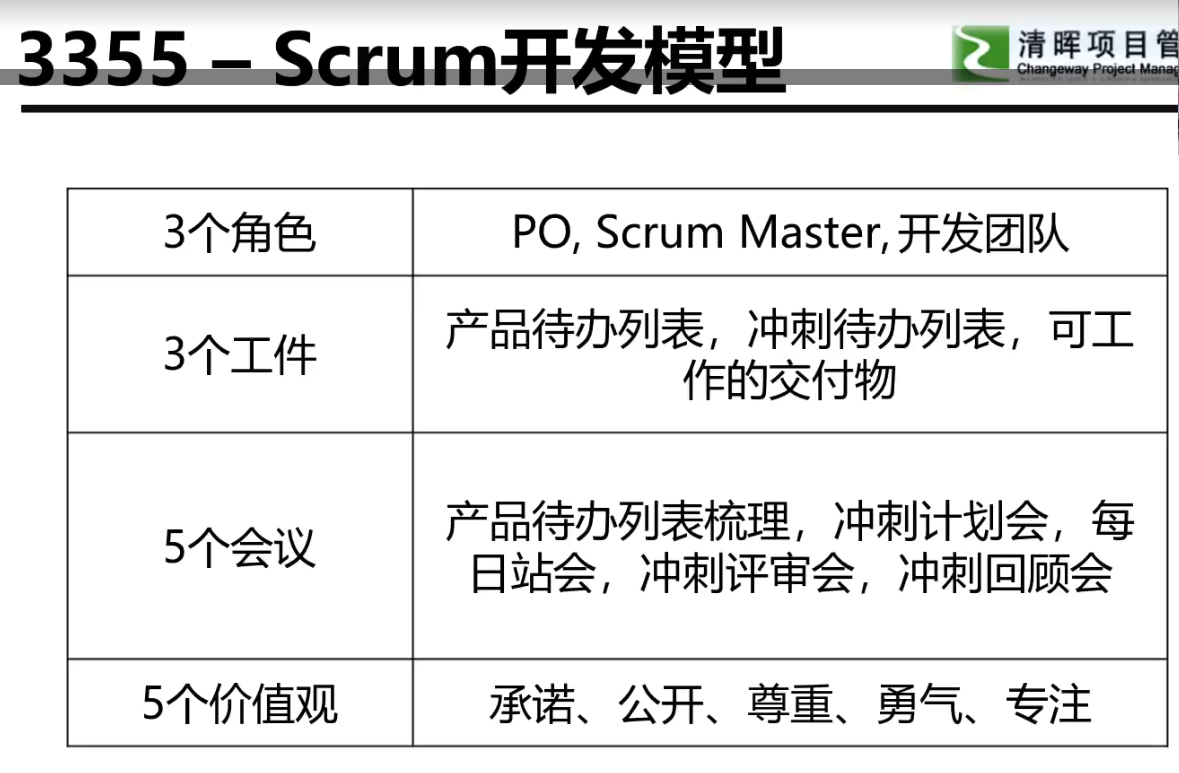 3355 – Scrum开发模型
清晖项目管
Changeway Project Manag
3个角色
PO, Scrum Master,开发团队
3个工件
产品待办列表，冲刺待办列表，可工
作的交付物
5个会议
产品待办列表梳理，冲刺计划会，每
日站会，冲刺评审会，冲刺回顾会
5个价值观
承诺、公开、尊重、勇气、专注